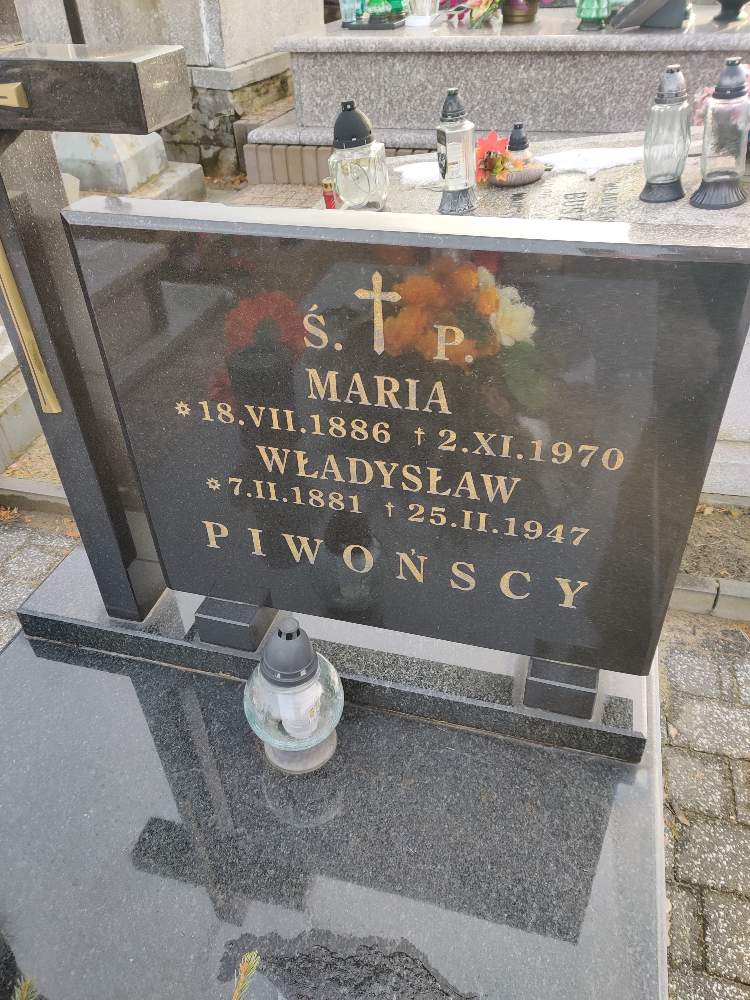 Ś. P.
MARIA
✲ 18.VII.1886 † 2.XI.1970
WŁADYSŁAW
✲ 7.II.1881 † 25.II.1947
PIWOŃSCY